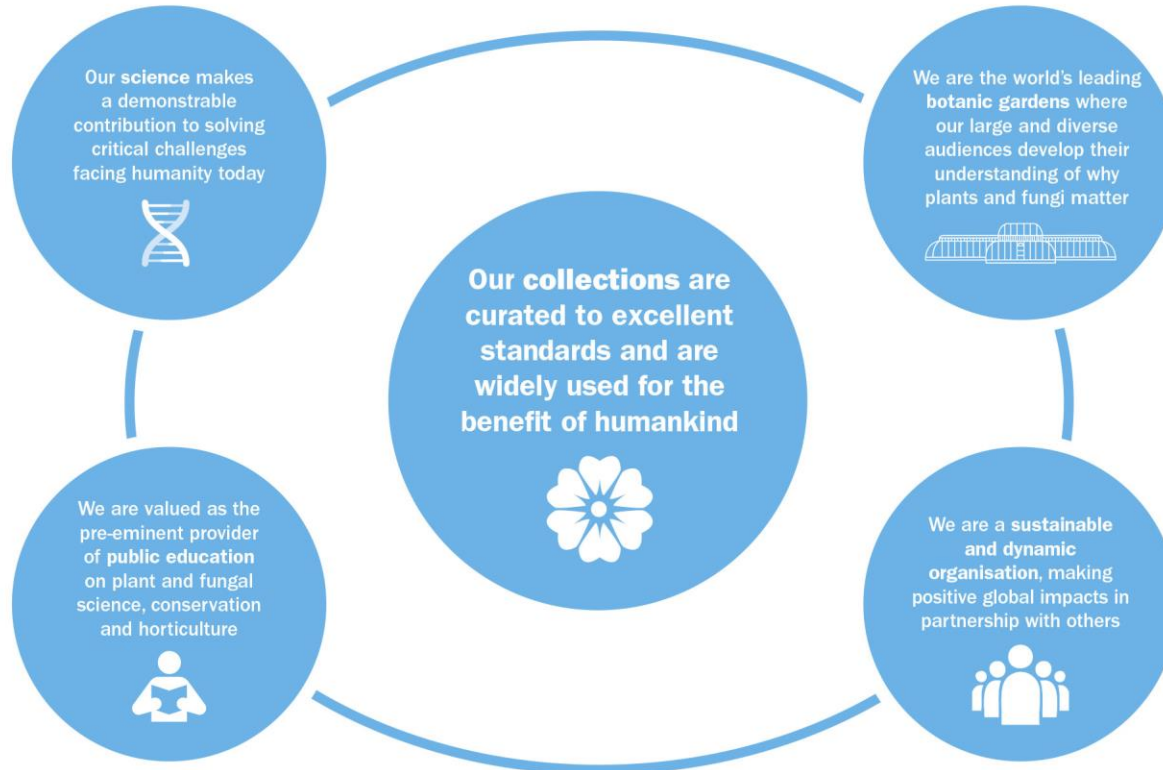 Our science makes
a demonstrable
contribution to solving
critical challenges
facing humanity today
We are the world’s leading
botanic gardens where
our large and diverse
audiences develop their
understanding of why
plants and fungi matter
Our collections are
curated to excellent
standards and are
widely used for the
benefit of humankind
We are valued as the
pre-eminent provider
of public education
on plant and fungal
science, conservation
and horticulture
We are a sustainable
and dynamic
organisation, making
positive global impacts in
partnership with others